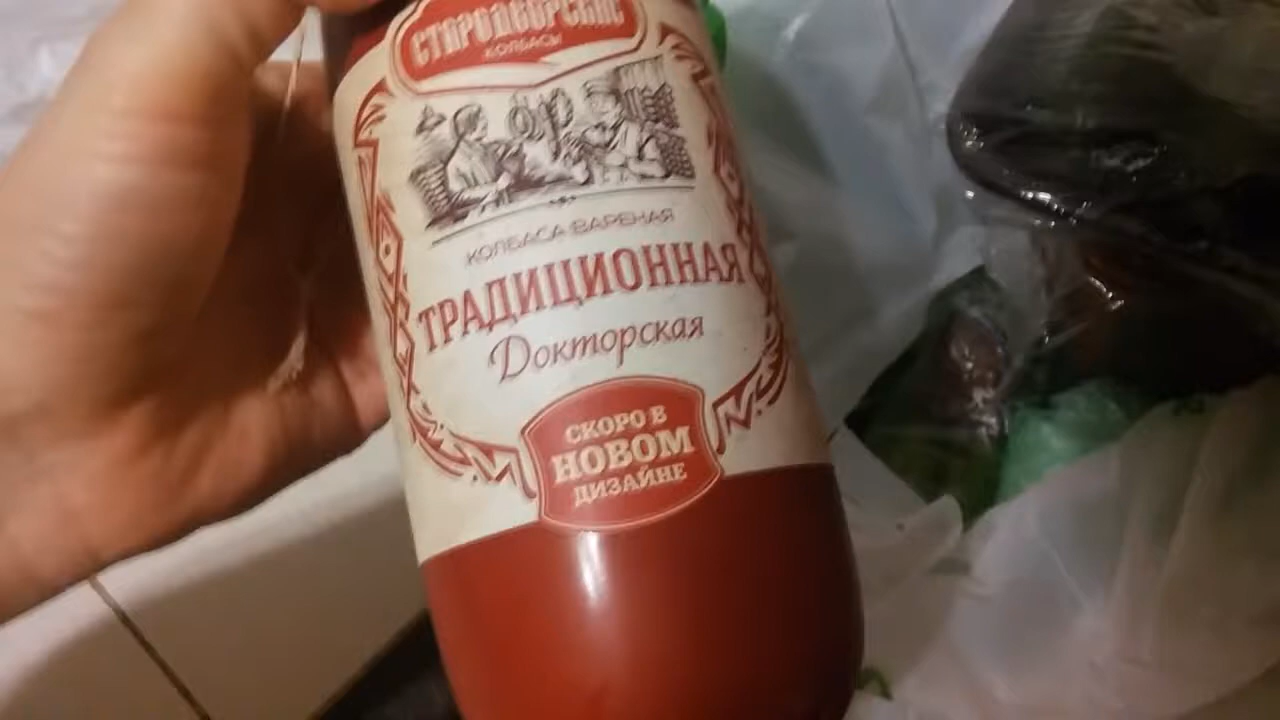 СТАРОДВОРСКИЕ
КОЛБАСЫ
КОЛБАСА ВАРЕНАЯ
ТРАДИЦИОННАЯ
Докторская
СКОРО В
НОВОМ
ДИЗАЙНЕ